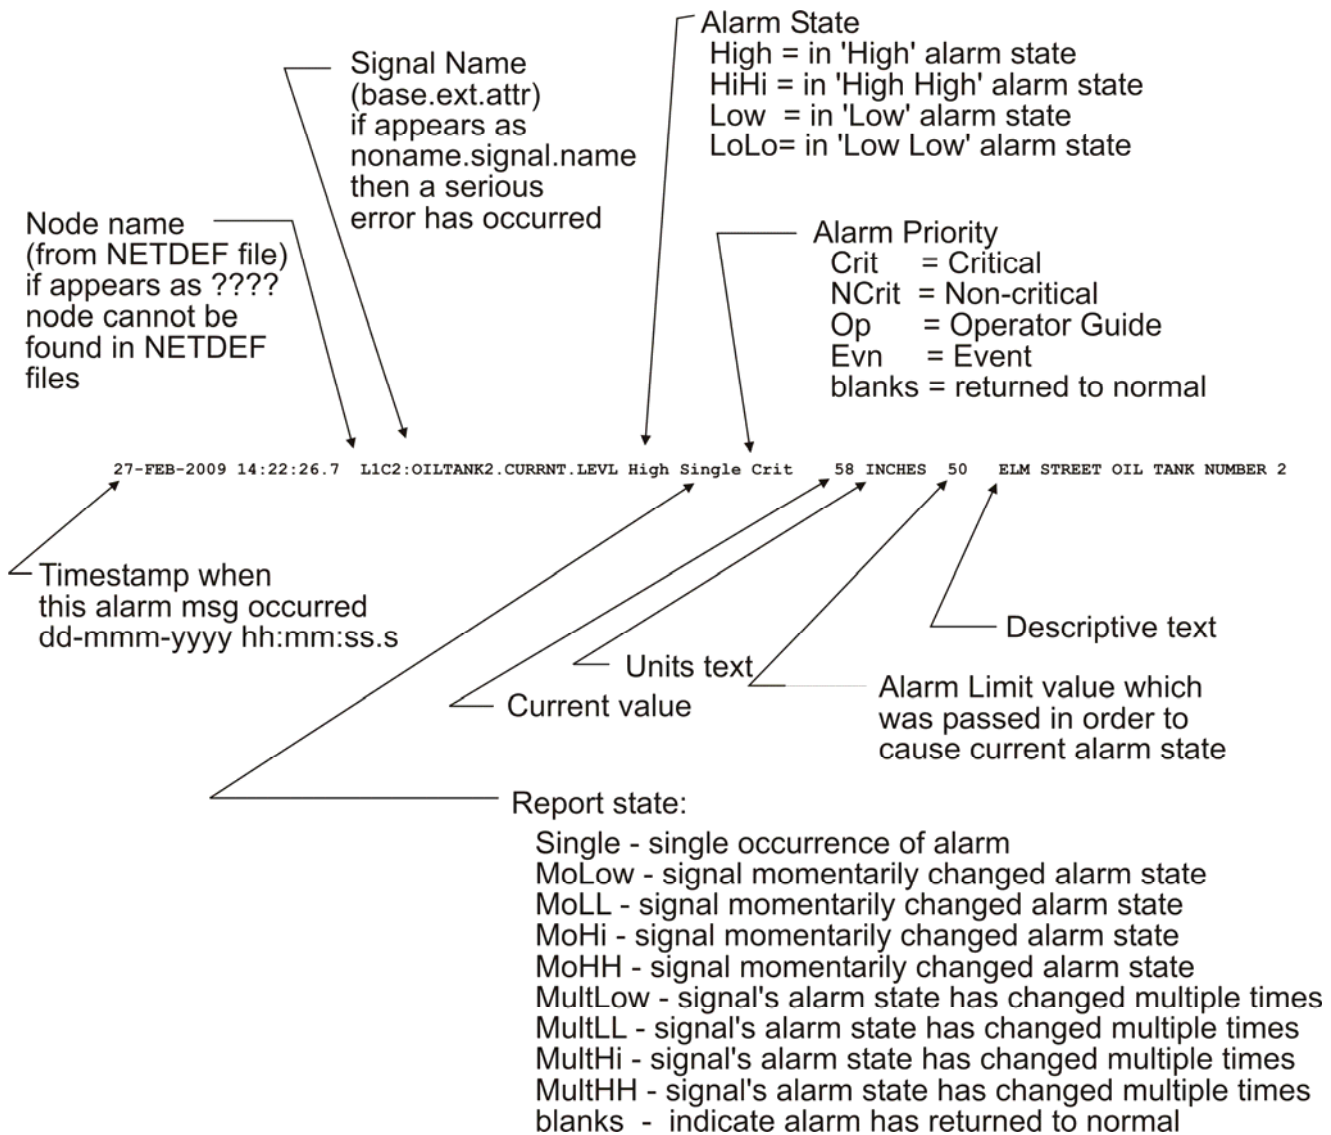 Alarm State
High = in 'High' alarm state
HiHi = in 'High High' alarm state
Low = in 'Low' alarm state
LoLo= in 'Low Low' alarm state
Signal Name
(base.ext.attr)
if appears as
noname.signal.name
then a serious
error has occurred
Node name
(from NETDEF file)
if appears as ????
node cannot be
found in NETDEF
files
Alarm Priority
Crit = Critical
NCrit = Non-critical
Op = Operator Guide
Evn = Event
blanks = returned to normal
27-FEB-2009 14:22:26.7 L1C2:OILTANK2.CURRNT.LEVL High Single Crit 58 INCHES 50 ELM STREET OIL TANK NUMBER 2
Timestamp when
this alarm msg occurred
dd-mmm-yyyy hh:mm:ss.s
Descriptive text
Units text
Current value
Alarm Limit value which
was passed in order to
cause current alarm state
Report state:
Single - single occurrence of alarm
MoLow - signal momentarily changed alarm state
MoLL - signal momentarily changed alarm state
MoHi - signal momentarily changed alarm state
MoHH - signal momentarily changed alarm state
MultLow - signal's alarm state has changed multiple times
MultLL - signal's alarm state has changed multiple times
MultHi - signal's alarm state has changed multiple times
MultHH - signal's alarm state has changed multiple times
blanks - indicate alarm has returned to normal